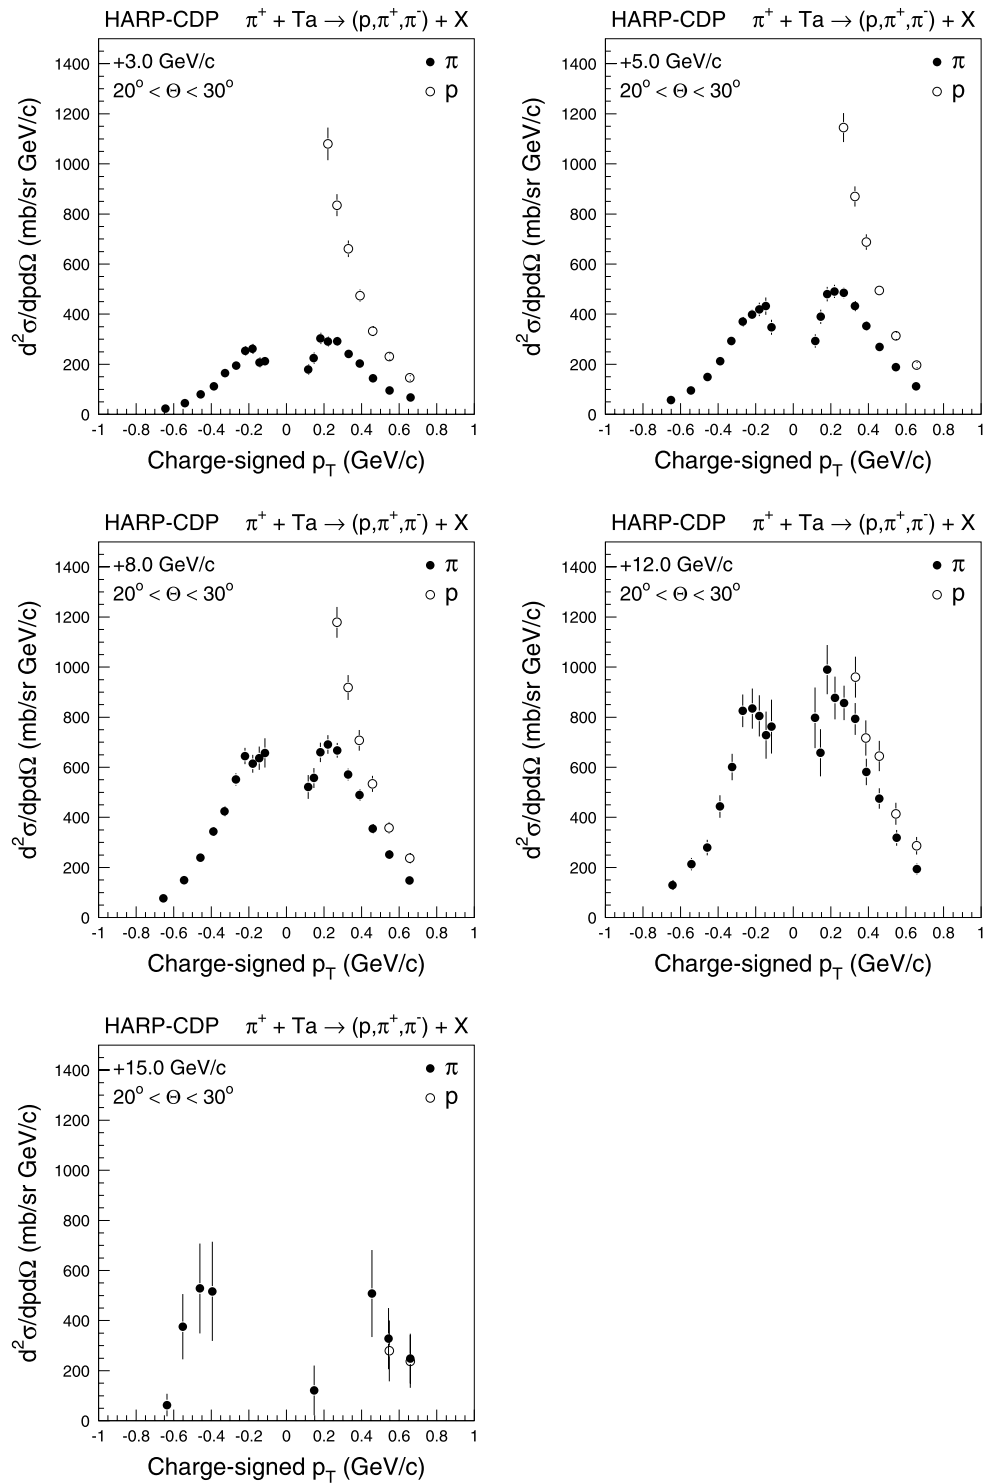 HARP-CDP π⁺ + Ta → (p,π⁺,π⁻) + X
+3.0 GeV/c
20° < Θ < 30°
π
p
1400
1200
1000
800
600
400
200
0
-1 -0.8 -0.6 -0.4 -0.2 0 0.2 0.4 0.6 0.8 1
d²σ/dpdΩ (mb/sr GeV/c)
Charge-signed p_T (GeV/c)
HARP-CDP π⁺ + Ta → (p,π⁺,π⁻) + X
+5.0 GeV/c
20° < Θ < 30°
π
p
1400
1200
1000
800
600
400
200
0
-1 -0.8 -0.6 -0.4 -0.2 0 0.2 0.4 0.6 0.8 1
d²σ/dpdΩ (mb/sr GeV/c)
Charge-signed p_T (GeV/c)
HARP-CDP π⁺ + Ta → (p,π⁺,π⁻) + X
+8.0 GeV/c
20° < Θ < 30°
π
p
1400
1200
1000
800
600
400
200
0
-1 -0.8 -0.6 -0.4 -0.2 0 0.2 0.4 0.6 0.8 1
d²σ/dpdΩ (mb/sr GeV/c)
Charge-signed p_T (GeV/c)
HARP-CDP π⁺ + Ta → (p,π⁺,π⁻) + X
+12.0 GeV/c
20° < Θ < 30°
π
p
1400
1200
1000
800
600
400
200
0
-1 -0.8 -0.6 -0.4 -0.2 0 0.2 0.4 0.6 0.8 1
d²σ/dpdΩ (mb/sr GeV/c)
Charge-signed p_T (GeV/c)
HARP-CDP π⁺ + Ta → (p,π⁺,π⁻) + X
+15.0 GeV/c
20° < Θ < 30°
π
p
1400
1200
1000
800
600
400
200
0
-1 -0.8 -0.6 -0.4 -0.2 0 0.2 0.4 0.6 0.8 1
d²σ/dpdΩ (mb/sr GeV/c)
Charge-signed p_T (GeV/c)